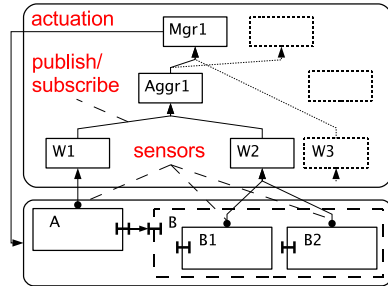 actuation
Mgr1
publish/
subscribe
Aggr1
W1
sensors
W2
W3
A
B
B1
B2